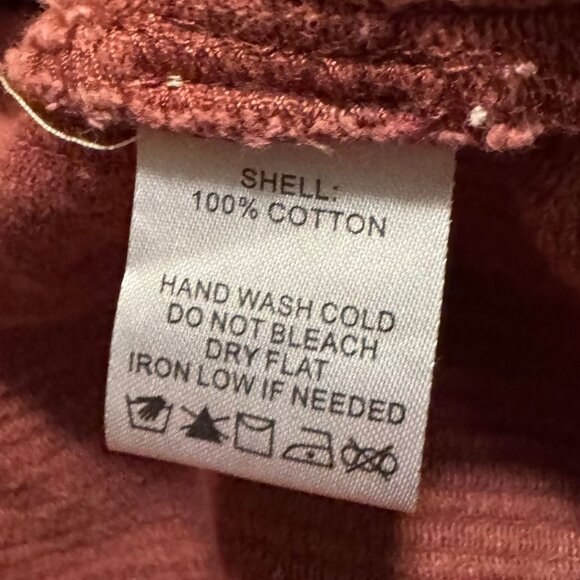 SHELL:
100% COTTON
HAND WASH COLD
DO NOT BLEACH
DRY FLAT
IRON LOW IF NEEDED